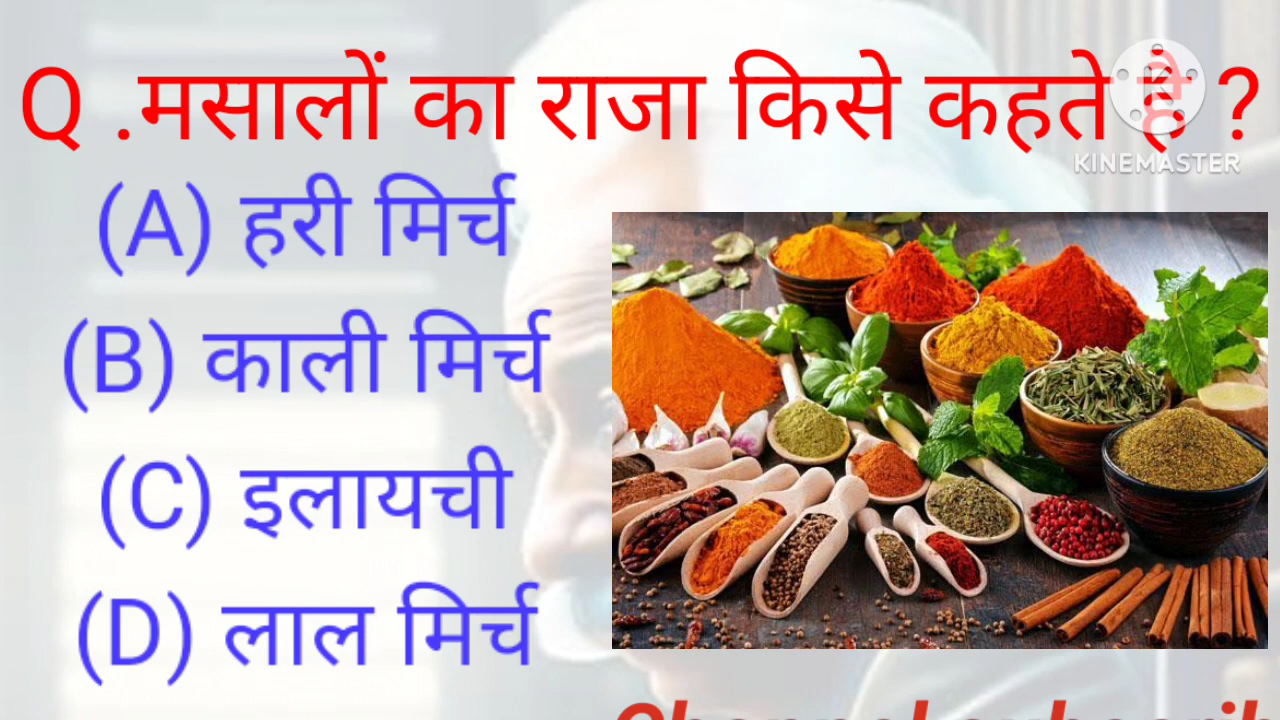 Q .मसालों का राजा किसे कहते है ?
KINEMASTER
(A) हरी मिर्च
(B) काली मिर्च
(C) इलायची
(D) लाल मिर्च